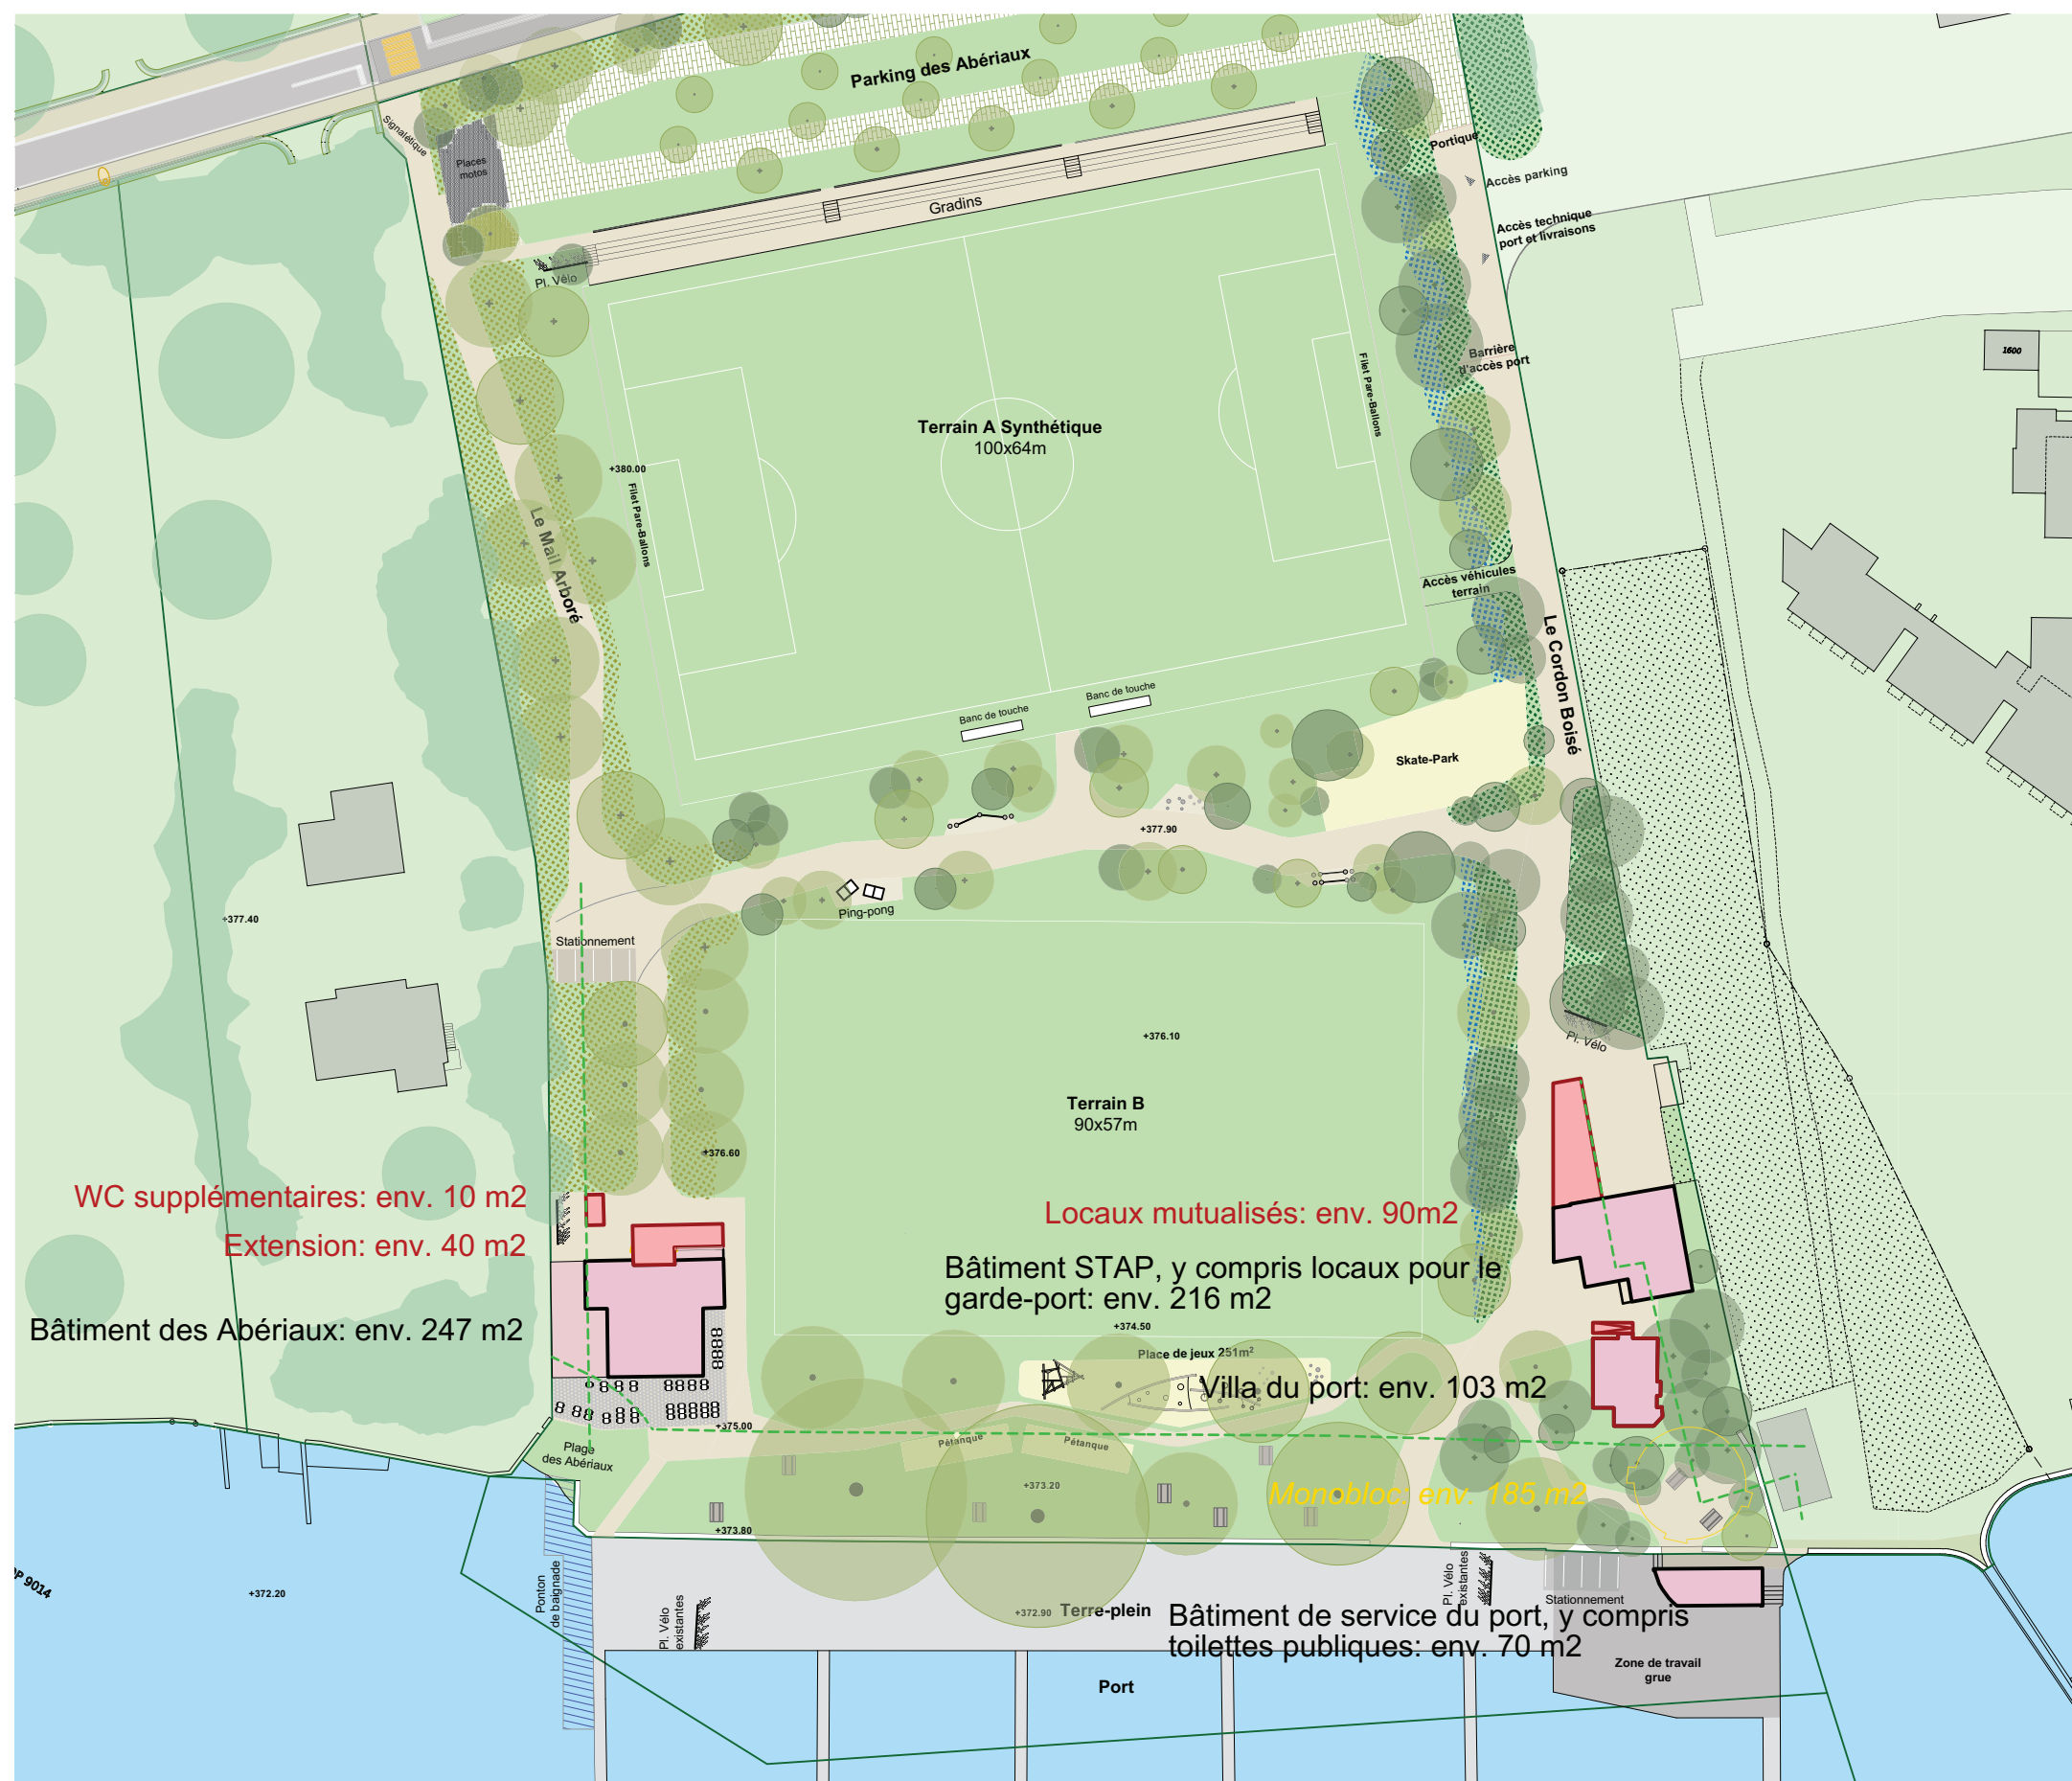 Parking des Abériaux
Signalétique
Places
motos
Portique
Accès parking
Gradins
Accès technique
port et livraisons
Pl. Vélo
Barrière
d'accès port
1600
Filet Pare-Ballons
Terrain A Synthétique
100x64m
+380.00
Filet Pare-Ballons
Le Mail Arboré
Accès véhicules
terrain
Le Cordon Boisé
Banc de touche
Banc de touche
Skate-Park
+377.90
Ping-pong
+377.40
Stationnement
+376.10
Pl. Vélo
Terrain B
90x57m
+376.60
WC supplémentaires: env. 10 m2
Locaux mutualisés: env. 90m2
Extension: env. 40 m2
Bâtiment STAP, y compris locaux pour le
garde-port: env. 216 m2
Bâtiment des Abériaux: env. 247 m2
+374.50
Place de jeux 251m²
Villa du port: env. 103 m2
+375.00
Pétanque
Pétanque
Plage
des Abériaux
+373.20
Monobloc: env. 185 m2
+373.80
DP 9014
+372.20
Ponton
de baignade
Pl. Vélo
existantes
+372.90
Terre-plein
Pl. Vélo
existantes
Stationnement
Bâtiment de service du port, y compris
toilettes publiques: env. 70 m2
Zone de travail
grue
Port